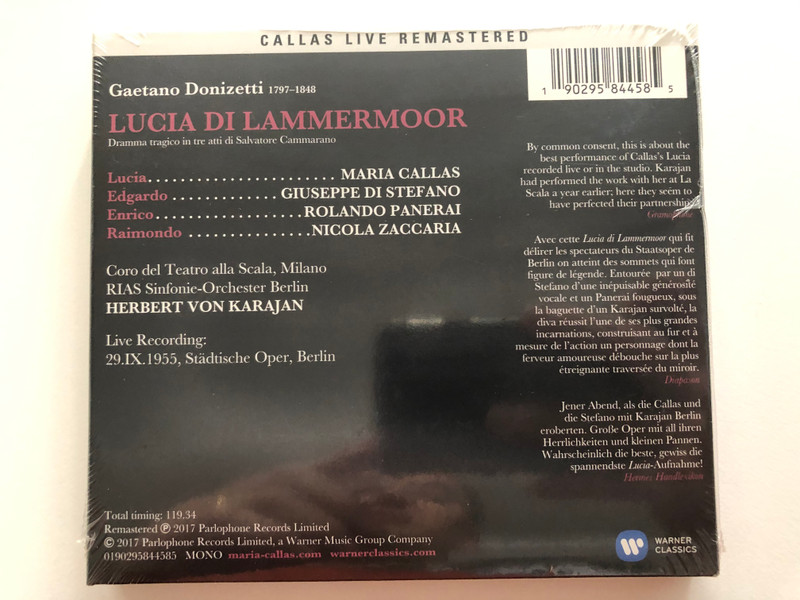 CALLAS LIVE REMASTERED
1 90295 84458 5
Gaetano Donizetti 1797–1848
LUCIA DI LAMMERMOOR
Dramma tragico in tre atti di Salvatore Cammarano
Lucia....................... MARIA CALLAS
Edgardo ............. GIUSEPPE DI STEFANO
Enrico..................ROLANDO PANERAI
Raimondo ...............NICOLA ZACCARIA
Coro del Teatro alla Scala, Milano
RIAS Sinfonie-Orchester Berlin
HERBERT VON KARAJAN
Live Recording:
29.IX.1955, Städtische Oper, Berlin
By common consent, this is about the
best performance of Callas's Lucia
recorded live or in the studio. Karajan
had performed the work with her at La
Scala a year earlier; here they seem to
have perfected their partnership.
Gramophone
Avec cette Lucia di Lammermoor qui fit
délirer les spectateurs du Staatsoper de
Berlin on atteint des sommets qui font
figure de légende. Entourée par un di
Stefano d'une inépuisable générosité
vocale et un Panerai fougueux, sous
la baguette d'un Karajan survolté, la
diva réussit l'une de ses plus grandes
incarnations, construisant au fur et à
mesure de l'action un personnage dont la
ferveur amoureuse débouche sur la plus
étreignante traversée du miroir.
Diapason
Jener Abend, als die Callas und
die Stefano mit Karajan Berlin
eroberten. Große Oper mit all ihren
Herrlichkeiten und kleinen Pannen.
Wahrscheinlich die beste, gewiss die
spannendste Lucia-Aufnahme!
Hermes Handlexikon
Total timing: 119.34
Remastered ℗ 2017 Parlophone Records Limited
© 2017 Parlophone Records Limited, a Warner Music Group Company
0190295844585 MONO maria-callas.com warnerclassics.com
WARNER
CLASSICS